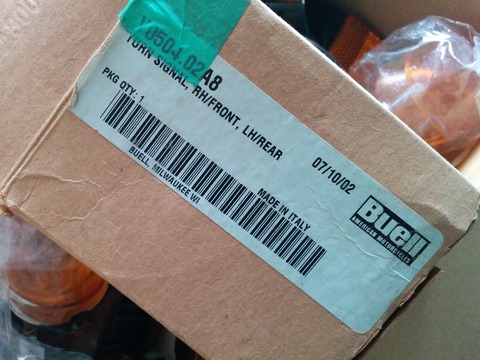 Y0504.02A8
TURN SIGNAL, RH/FRONT, LH/REAR
PKG QTY: 1
07/10/02
MADE IN ITALY
BUELL, MILWAUKEE WI.
Buell
AMERICAN MOTORCYCLES